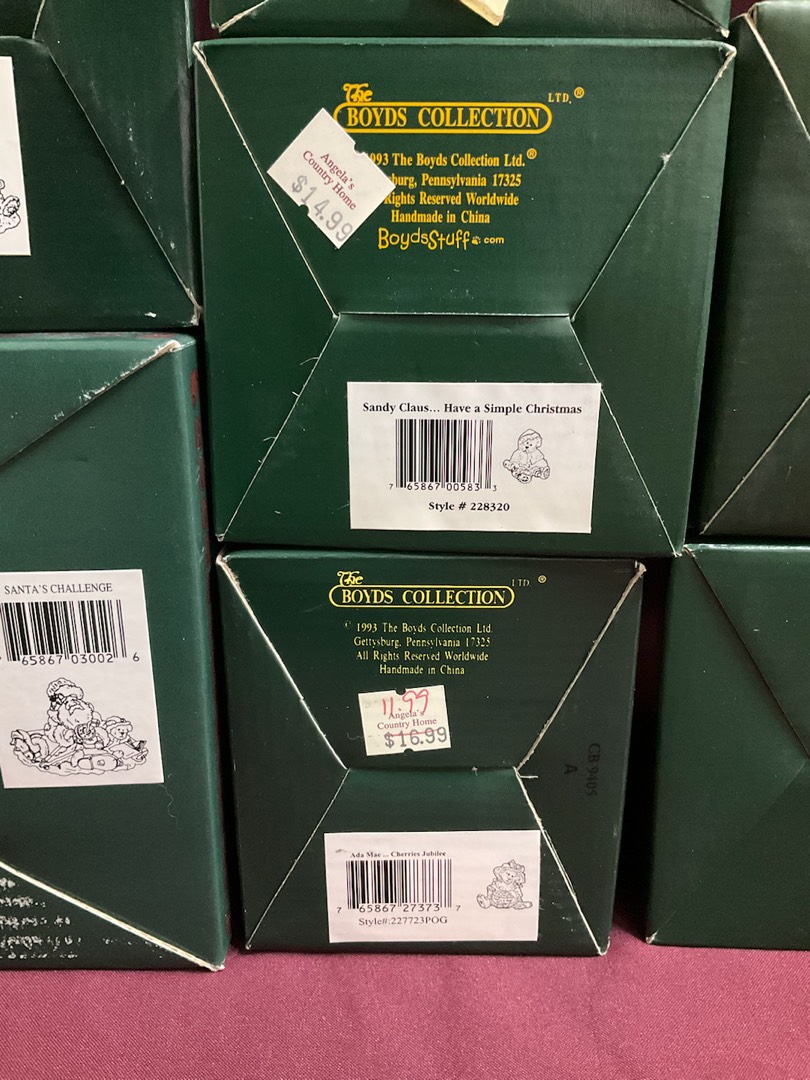 The
BOYDS COLLECTION LTD.®
Angela's
Country Home
$14.99
93 The Boyds Collection Ltd.®
burg, Pennsylvania 17325
Rights Reserved Worldwide
Handmade in China
BoydsStuff.com
Sandy Claus... Have a Simple Christmas
7 65867 00583 3
Style # 228320
SANTA'S CHALLENGE
65867 03002 6
The
BOYDS COLLECTION LTD ®
© 1993 The Boyds Collection Ltd.
Gettysburg, Pennsylvania 17325
All Rights Reserved Worldwide
Handmade in China
11.99
Angela's
Country Home
$16.99
CB 9405
A
Ada Mae ... Cherries Jubilee
7 65867 27373 7
Style#:227723POG